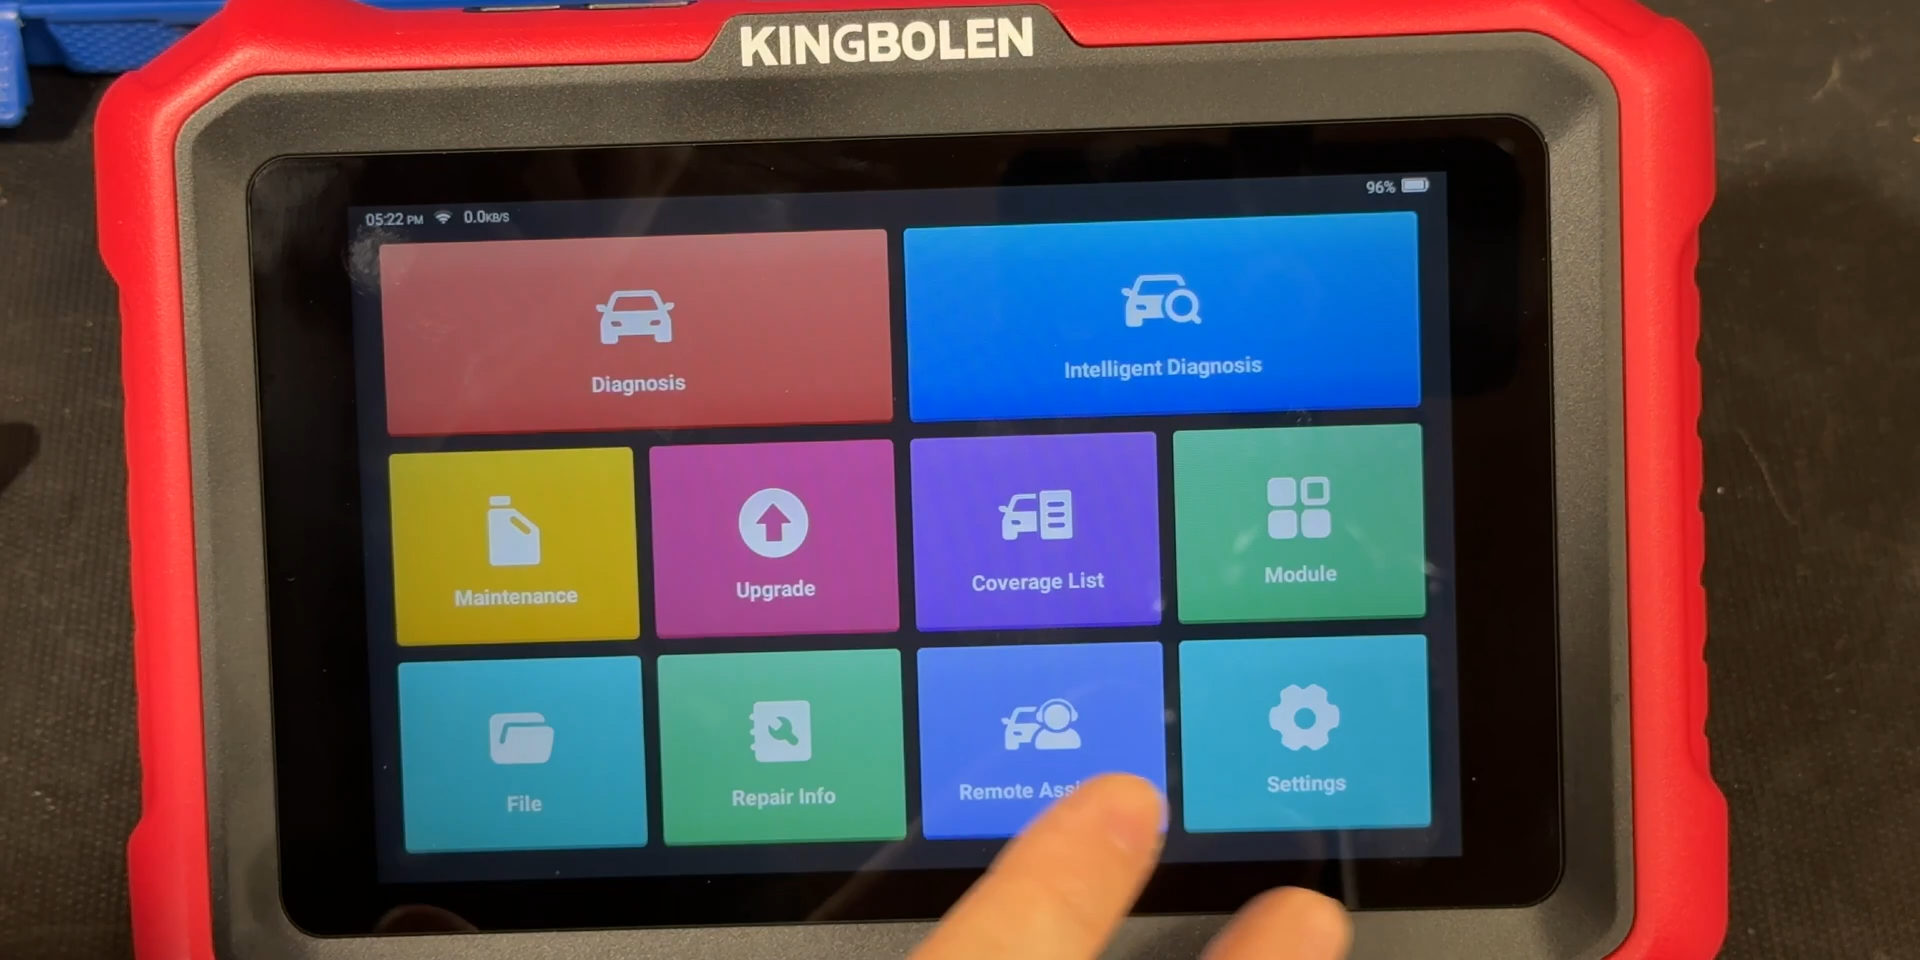 KINGBOLEN
05:22 PM 0.0KB/S
96%
Diagnosis
Intelligent Diagnosis
Maintenance
Upgrade
Coverage List
Module
File
Repair Info
Remote
Settings